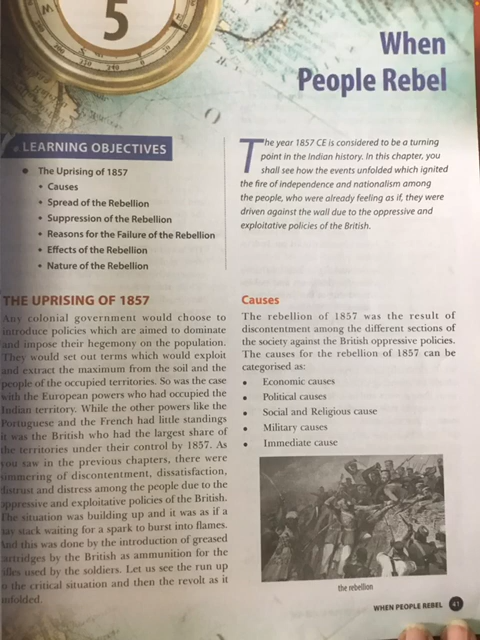 5
When
People Rebel
LEARNING OBJECTIVES
• The Uprising of 1857
• Causes
• Spread of the Rebellion
• Suppression of the Rebellion
• Reasons for the Failure of the Rebellion
• Effects of the Rebellion
• Nature of the Rebellion
The year 1857 CE is considered to be a turning
point in the Indian history. In this chapter, you
shall see how the events unfolded which ignited
the fire of independence and nationalism among
the people, who were already feeling as if, they were
driven against the wall due to the oppressive and
exploitative policies of the British.
THE UPRISING OF 1857
Any colonial government would choose to
introduce policies which are aimed to dominate
and impose their hegemony on the population.
They would set out terms which would exploit
and extract the maximum from the soil and the
people of the occupied territories. So was the case
with the European powers who had occupied the
Indian territory. While the other powers like the
Portuguese and the French had little standings
it was the British who had the largest share of
the territories under their control by 1857. As
you saw in the previous chapters, there were
simmering of discontentment, dissatisfaction,
distrust and distress among the people due to the
oppressive and exploitative policies of the British.
The situation was building up and it was as if a
hay stack waiting for a spark to burst into flames.
And this was done by the introduction of greased
cartridges by the British as ammunition for the
rifles used by the soldiers. Let us see the run up
to the critical situation and then the revolt as it
unfolded.
Causes
The rebellion of 1857 was the result of
discontentment among the different sections of
the society against the British oppressive policies.
The causes for the rebellion of 1857 can be
categorised as:
• Economic causes
• Political causes
• Social and Religious cause
• Military causes
• Immediate cause
the rebellion
WHEN PEOPLE REBEL 41